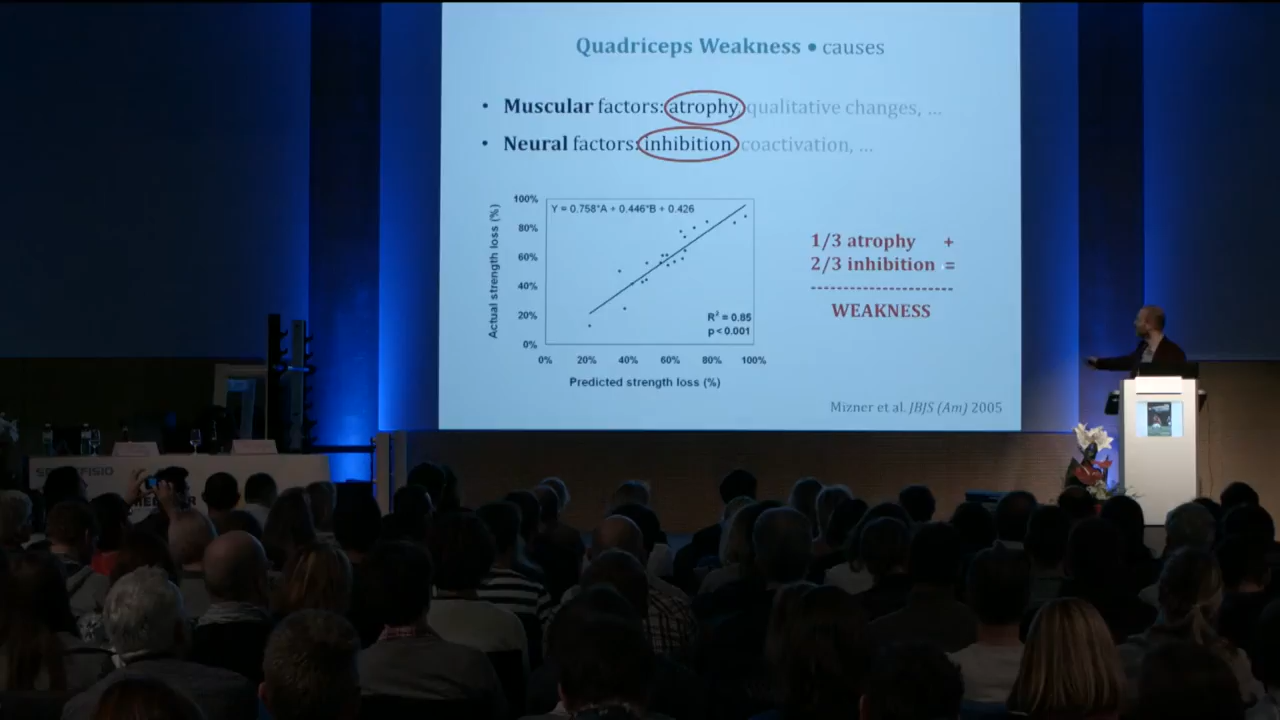 Quadriceps Weakness • causes
• Muscular factors: atrophy, qualitative changes, ...
• Neural factors: inhibition, coactivation, ...
100%
80%
60%
40%
20%
0%
Actual strength loss (%)
Y = 0.758*A + 0.446*B + 0.426
R² = 0.85
p<0.001
0% 20% 40% 60% 80% 100%
Predicted strength loss (%)
1/3 atrophy +
2/3 inhibition =
--------------------
WEAKNESS
Mizner et al. JBJS (Am) 2005